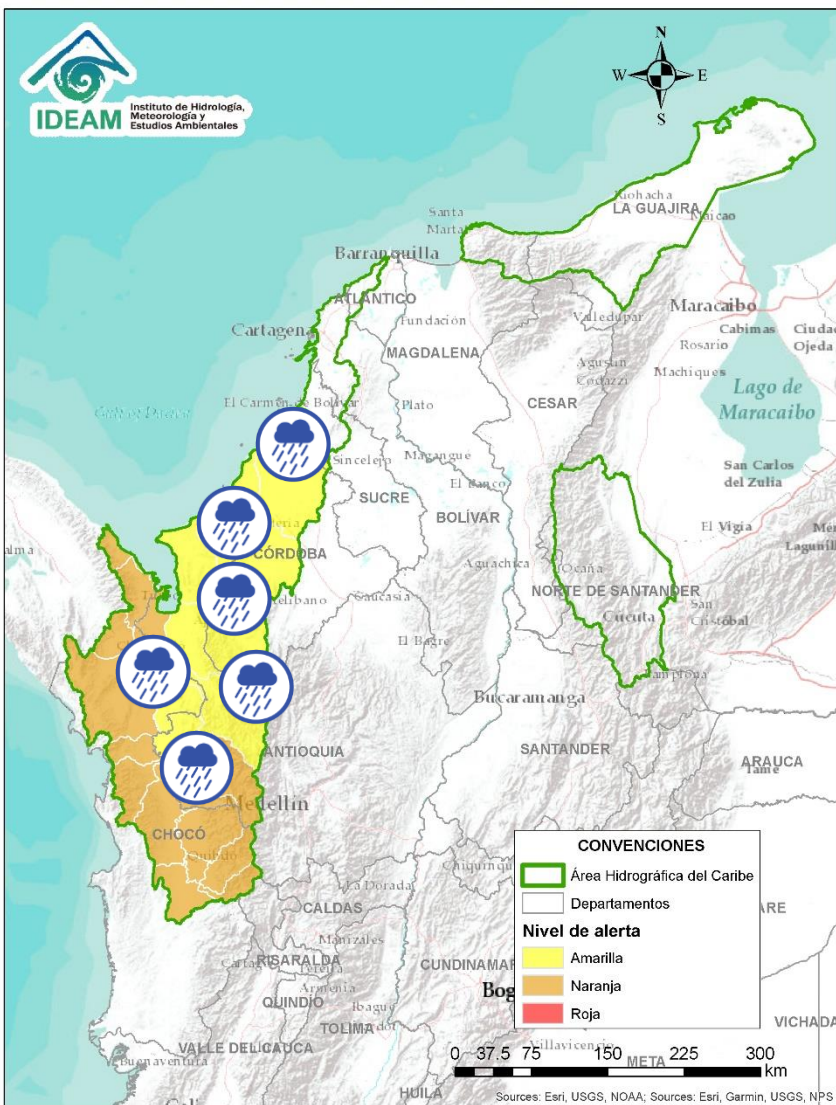 IDEAM
Instituto de Hidrología,
Meteorología y
Estudios Ambientales
N
W
E
S
Riohacha
LA GUAJIRA
Maicao
Santa
Marta
Barranquilla
ATLÁNTICO
Maracaibo
Cartagena
Fundación
Valledupar
Cabimas
Ciudad
Ojeda
MAGDALENA
Rosario
Machiques
Agustín
Codazzi
Lago de
Maracaibo
El Carmen de Bolívar
Plato
CESAR
Sincelejo
Magangue
San Carlos
del Zulia
El Banco
SUCRE
BOLÍVAR
El Vigía
CÓRDOBA
Aguachica
Ocaña
NORTE DE SANTANDER
Caucasia
San
Cristóbal
Cucuta
El Bagre
Bucaramanga
ANTIOQUIA
SANTANDER
ARAUCA
Tame
Medellín
CHOCÓ
Quibdó
La Dorada
CALDAS
Manizales
RISARALDA
Pereira
Armenia
QUINDÍO
Ibague
TOLIMA
VALLE DEL CAUCA
Buenaventura
HUILA
Villavicencio
META
VICHADA
CONVENCIONES
Área Hidrográfica del Caribe
Departamentos
Nivel de alerta
Amarilla
Naranja
Roja
0 37.5 75 150 225 300
km
Sources: Esri, USGS, NOAA; Sources: Esri, Garmin, USGS, NPS